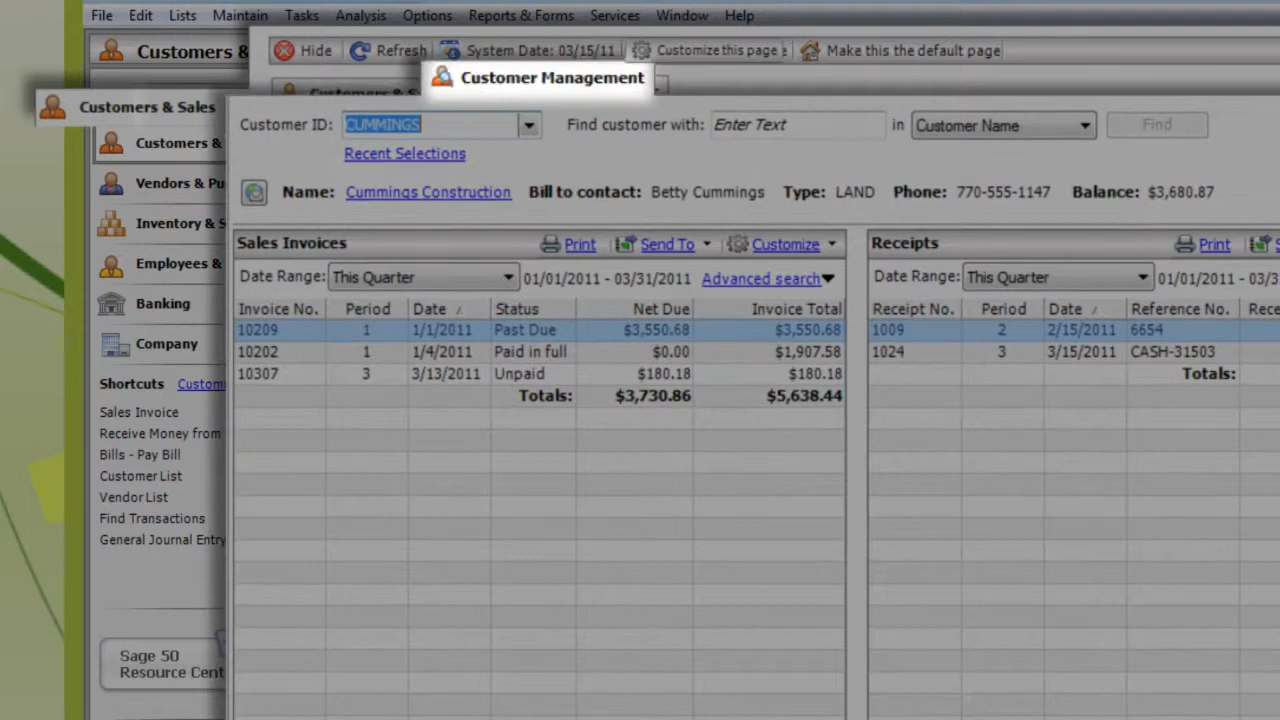 File Edit Lists Maintain Tasks Analysis Options Reports & Forms Services Window Help
Customers &
Hide Refresh System Date: 03/15/11 Customize this page Make this the default page
Customer Management
Customers & S
Customers & Sales
Customers &
Vendors & Pu
Inventory & S
Employees &
Banking
Company
Shortcuts Custom
Sales Invoice
Receive Money from
Bills - Pay Bill
Customer List
Vendor List
Find Transactions
General Journal Entry
Sage 50
Resource Cent
Customer ID: CUMMINGS Find customer with: Enter Text in Customer Name Find
Recent Selections
Name: Cummings Construction Bill to contact: Betty Cummings Type: LAND Phone: 770-555-1147 Balance: $3,680.87
Sales Invoices Print Send To Customize
Date Range: This Quarter 01/01/2011 - 03/31/2011 Advanced search
Invoice No. Period Date Status Net Due Invoice Total
10209 1 1/1/2011 Past Due $3,550.68 $3,550.68
10202 1 1/4/2011 Paid in full $0.00 $1,907.58
10307 3 3/13/2011 Unpaid $180.18 $180.18
Totals: $3,730.86 $5,638.44
Receipts Print S
Date Range: This Quarter 01/01/2011 - 03/3
Receipt No. Period Date Reference No. Rece
1009 2 2/15/2011 6654
1024 3 3/15/2011 CASH-31503
Totals: